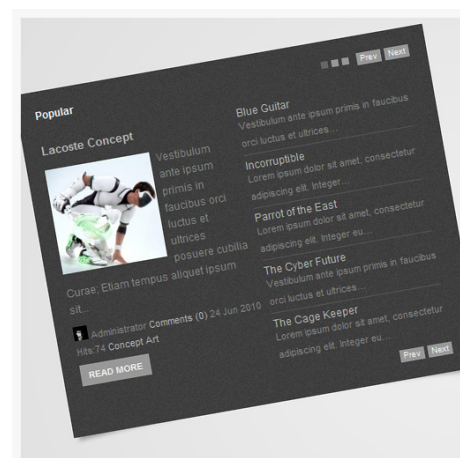 Prev Next
Popular
Lacoste Concept
Vestibulum
ante ipsum
primis in
faucibus orci
luctus et
ultrices
posuere cubilia
Curae; Etiam tempus aliquet ipsum
sit...
Administrator Comments (0) 24 Jun 2010
Hits:74 Concept Art
READ MORE
Blue Guitar
Vestibulum ante ipsum primis in faucibus
orci luctus et ultrices...
Incorruptible
Lorem ipsum dolor sit amet, consectetur
adipiscing elit. Integer...
Parrot of the East
Lorem ipsum dolor sit amet, consectetur
adipiscing elit. Integer eu...
The Cyber Future
Vestibulum ante ipsum primis in faucibus
orci luctus et ultrices...
The Cage Keeper
Lorem ipsum dolor sit amet, consectetur
adipiscing elit. Integer eu...
Prev Next